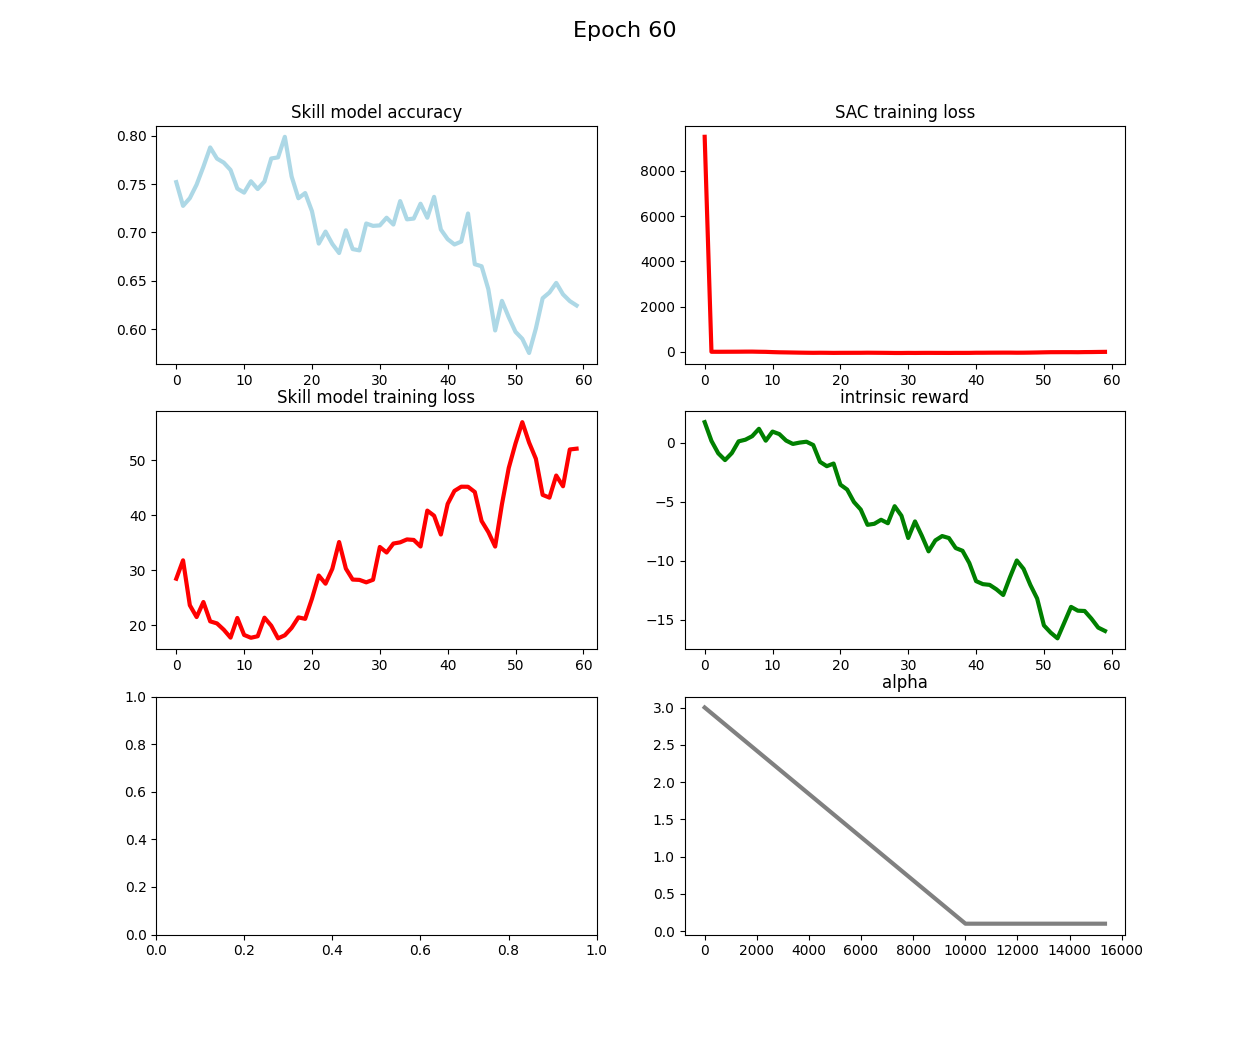 Epoch 60
Skill model accuracy
0.80
0.75
0.70
0.65
0.60
0 10 20 30 40 50 60
SAC training loss
8000
6000
4000
2000
0
0 10 20 30 40 50 60
Skill model training loss
50
40
30
20
0 10 20 30 40 50 60
intrinsic reward
0
−5
−10
−15
0 10 20 30 40 50 60
1.0
0.8
0.6
0.4
0.2
0.0
0.0 0.2 0.4 0.6 0.8 1.0
alpha
3.0
2.5
2.0
1.5
1.0
0.5
0.0
0 2000 4000 6000 8000 10000 12000 14000 16000